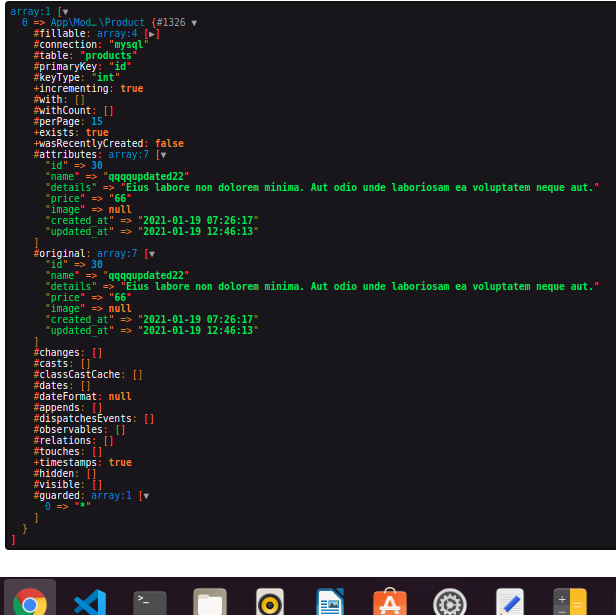 array:1 [▼
0 => App\Mod…\Product {#1326 ▼
#fillable: array:4 [▶]
#connection: "mysql"
#table: "products"
#primaryKey: "id"
#keyType: "int"
+incrementing: true
#with: []
#withCount: []
#perPage: 15
+exists: true
+wasRecentlyCreated: false
#attributes: array:7 [▼
"id" => 30
"name" => "qqqqupdated22"
"details" => "Eius labore non dolorem minima. Aut odio unde laboriosam ea voluptatem neque aut."
"price" => "66"
"image" => null
"created_at" => "2021-01-19 07:26:17"
"updated_at" => "2021-01-19 12:46:13"
]
#original: array:7 [▼
"id" => 30
"name" => "qqqqupdated22"
"details" => "Eius labore non dolorem minima. Aut odio unde laboriosam ea voluptatem neque aut."
"price" => "66"
"image" => null
"created_at" => "2021-01-19 07:26:17"
"updated_at" => "2021-01-19 12:46:13"
]
#changes: []
#casts: []
#classCastCache: []
#dates: []
#dateFormat: null
#appends: []
#dispatchesEvents: []
#observables: []
#relations: []
#touches: []
+timestamps: true
#hidden: []
#visible: []
#guarded: array:1 [▼
0 => "*"
]
}
]